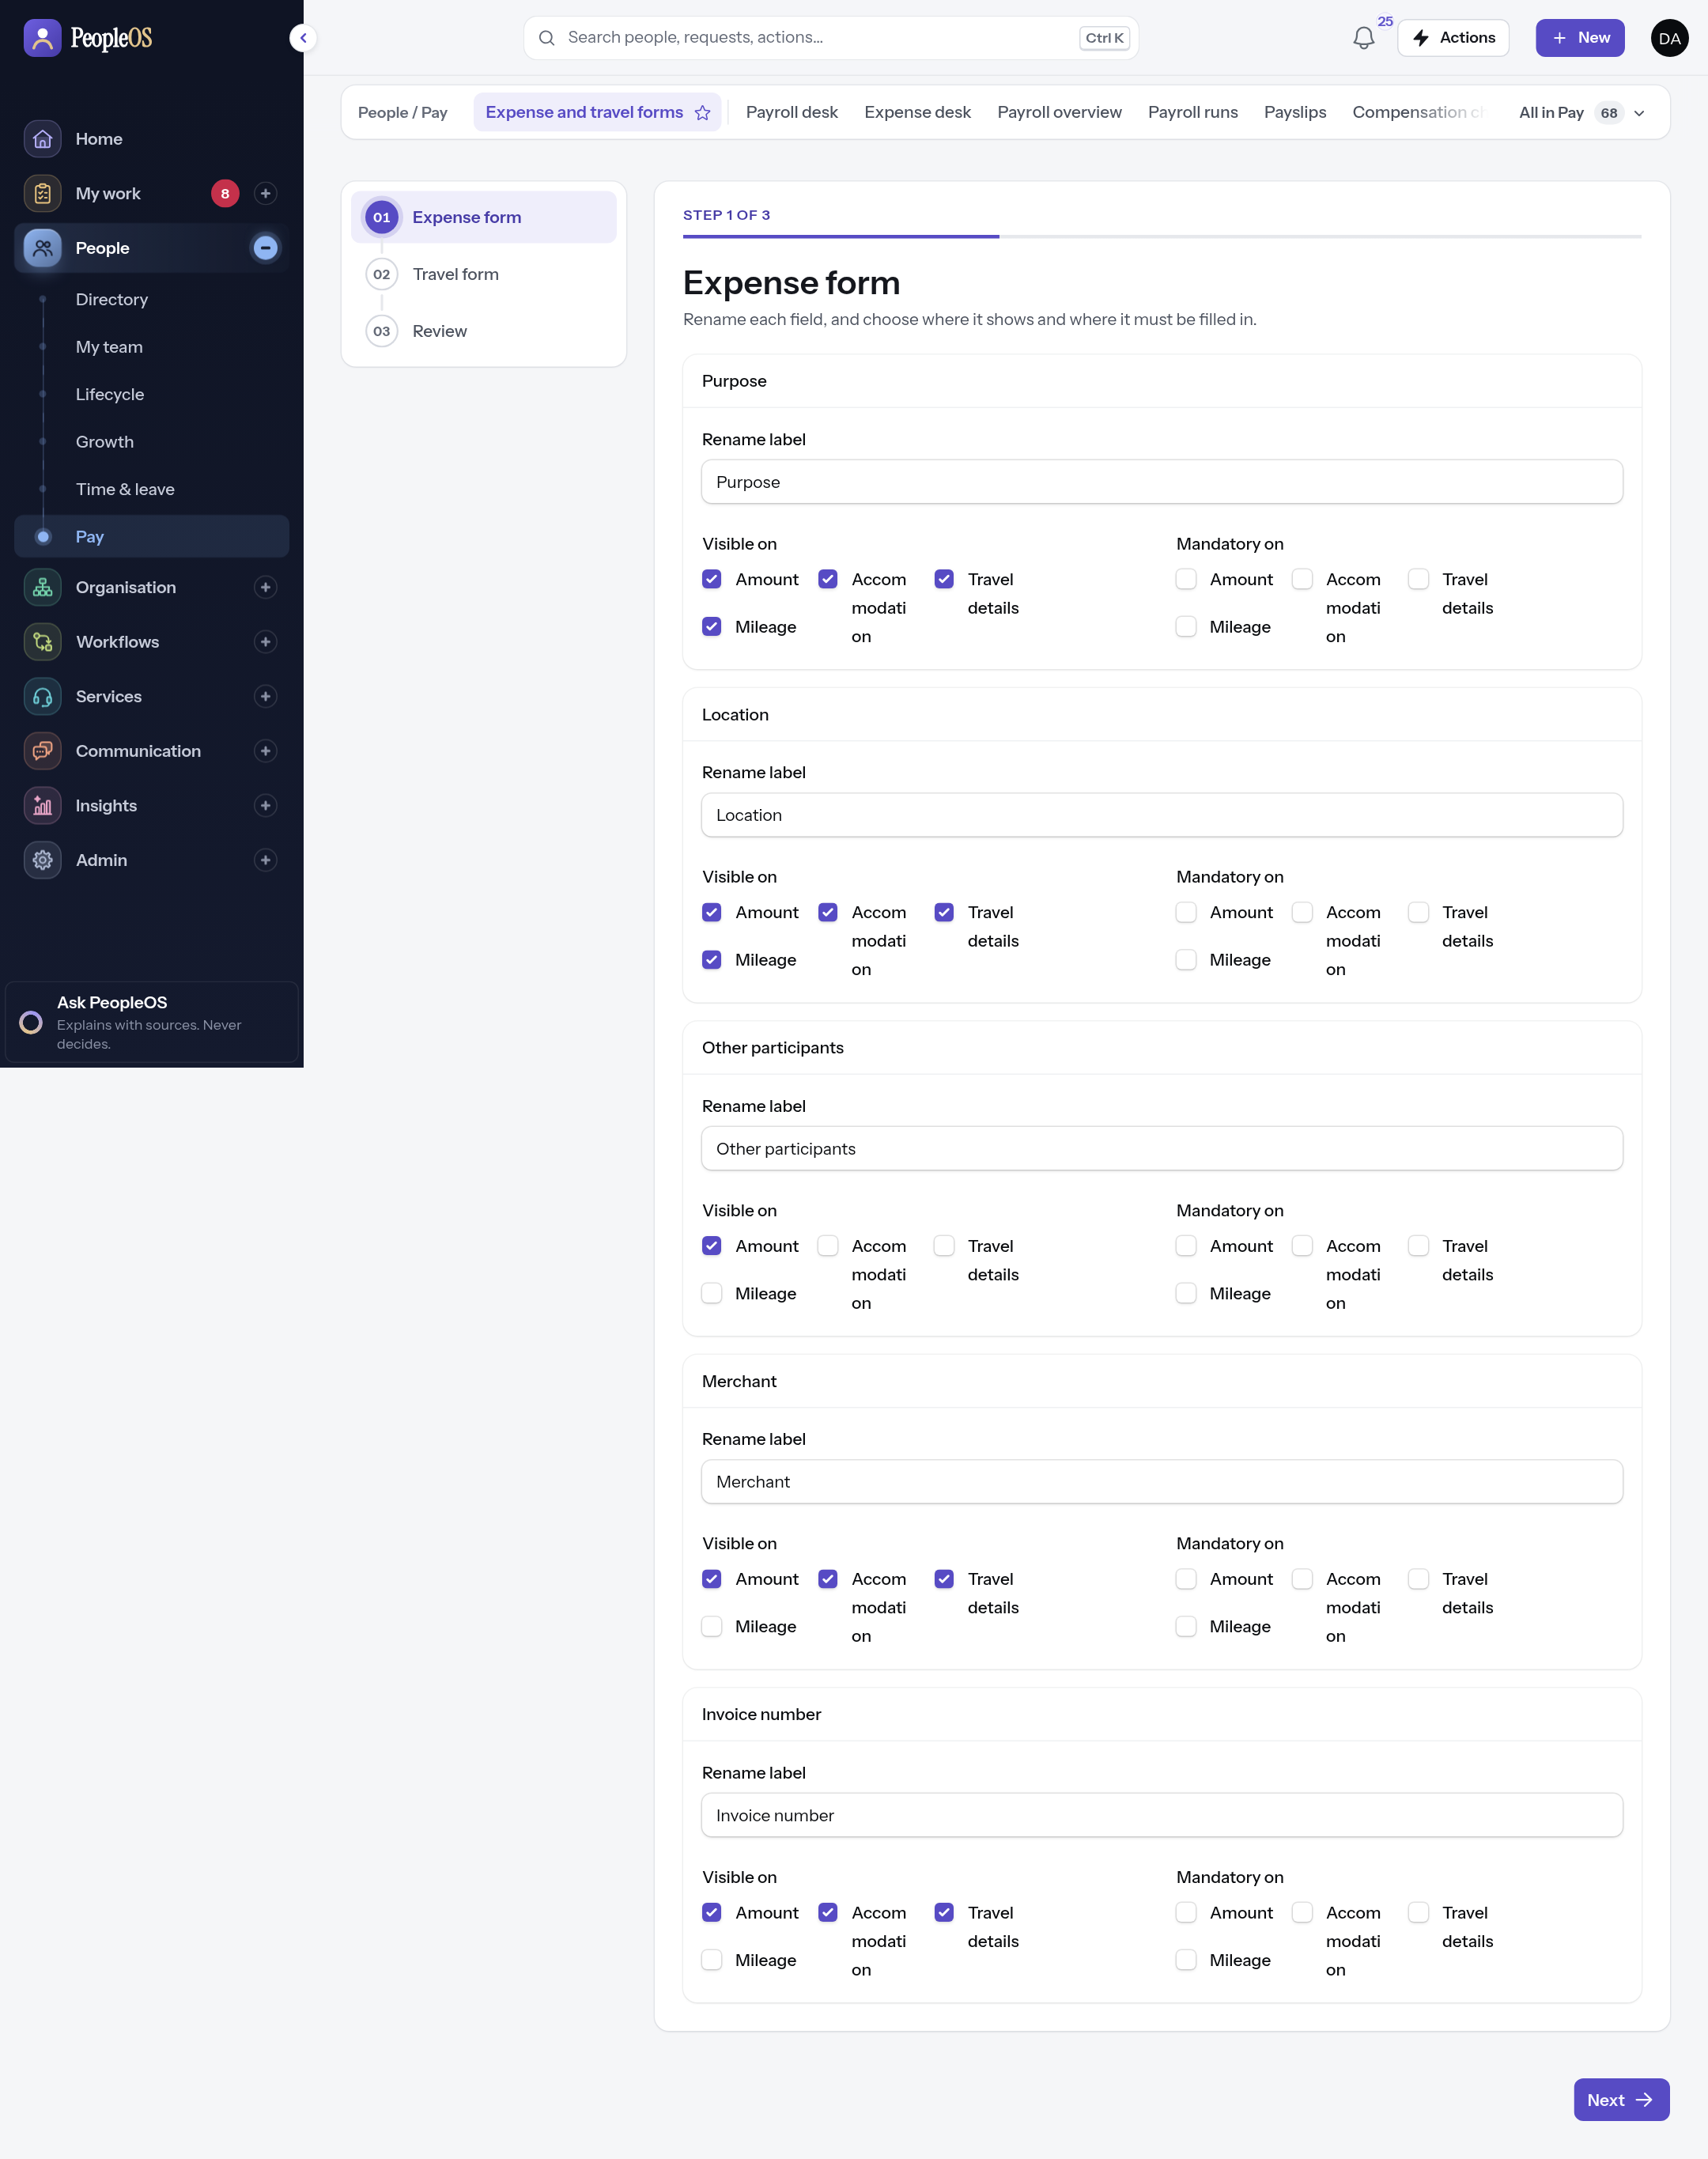 PeopleOS
Search people, requests, actions...
Ctrl K
25
Actions
New
DA
Home
My work
8
People
Directory
My team
Lifecycle
Growth
Time & leave
Pay
Organisation
Workflows
Services
Communication
Insights
Admin
Ask PeopleOS
Explains with sources. Never
decides.
People / Pay
Expense and travel forms
Payroll desk
Expense desk
Payroll overview
Payroll runs
Payslips
Compensation
All in Pay
68
01
Expense form
02
Travel form
03
Review
STEP 1 OF 3
Expense form
Rename each field, and choose where it shows and where it must be filled in.
Purpose
Rename label
Purpose
Visible on
Amount
Accom
modati
on
Travel
details
Mileage
Mandatory on
Amount
Accom
modati
on
Travel
details
Mileage
Location
Rename label
Location
Visible on
Amount
Accom
modati
on
Travel
details
Mileage
Mandatory on
Amount
Accom
modati
on
Travel
details
Mileage
Other participants
Rename label
Other participants
Visible on
Amount
Accom
modati
on
Travel
details
Mileage
Mandatory on
Amount
Accom
modati
on
Travel
details
Mileage
Merchant
Rename label
Merchant
Visible on
Amount
Accom
modati
on
Travel
details
Mileage
Mandatory on
Amount
Accom
modati
on
Travel
details
Mileage
Invoice number
Rename label
Invoice number
Visible on
Amount
Accom
modati
on
Travel
details
Mileage
Mandatory on
Amount
Accom
modati
on
Travel
details
Mileage
Next